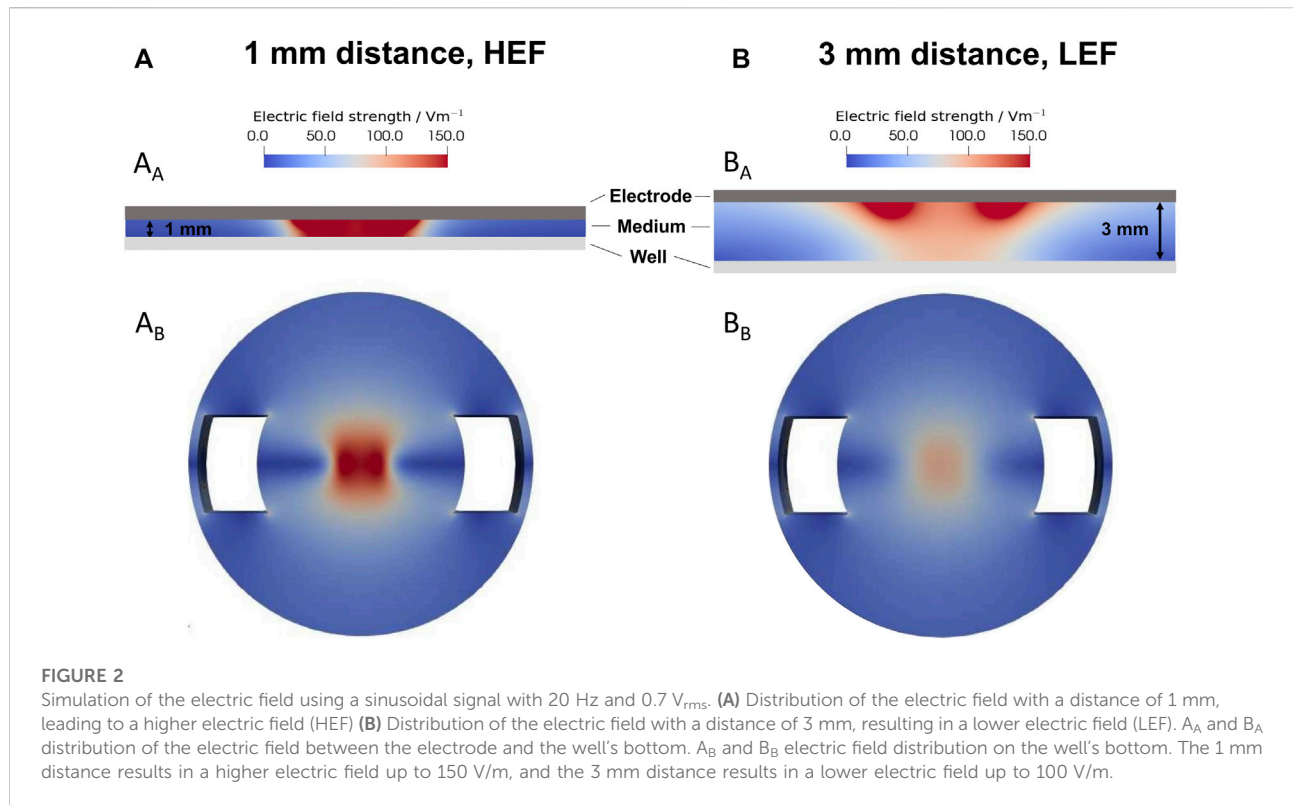 A
1 mm distance, HEF
B
3 mm distance, LEF
Electric field strength / Vm⁻¹
0.0 50.0 100.0 150.0
Electric field strength / Vm⁻¹
0.0 50.0 100.0 150.0
A_A
B_A
Electrode
Medium
Well
1 mm
3 mm
A_B
B_B
FIGURE 2
Simulation of the electric field using a sinusoidal signal with 20 Hz and 0.7 V_rms. (A) Distribution of the electric field with a distance of 1 mm,
leading to a higher electric field (HEF) (B) Distribution of the electric field with a distance of 3 mm, resulting in a lower electric field (LEF). A_A and B_A
distribution of the electric field between the electrode and the well's bottom. A_B and B_B electric field distribution on the well's bottom. The 1 mm
distance results in a higher electric field up to 150 V/m, and the 3 mm distance results in a lower electric field up to 100 V/m.